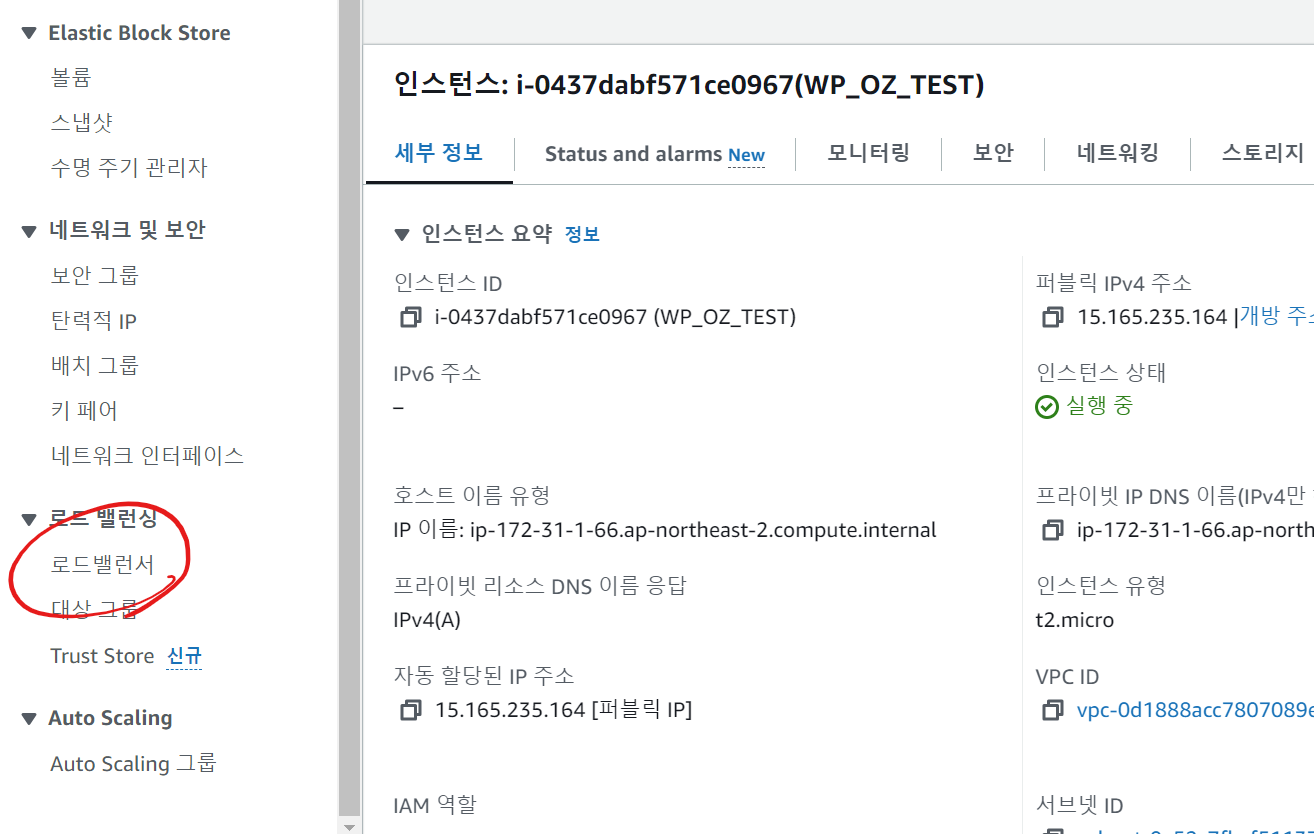 Elastic Block Store
볼륨
스냅샷
수명 주기 관리자
네트워크 및 보안
보안 그룹
탄력적 IP
배치 그룹
키 페어
네트워크 인터페이스
로드 밸런싱
로드밸런서
대상 그룹
Trust Store 신규
Auto Scaling
Auto Scaling 그룹
인스턴스: i-0437dabf571ce0967(WP_OZ_TEST)
세부 정보 Status and alarms New 모니터링 보안 네트워킹 스토리지
인스턴스 요약 정보
인스턴스 ID
i-0437dabf571ce0967 (WP_OZ_TEST)
IPv6 주소
–
호스트 이름 유형
IP 이름: ip-172-31-1-66.ap-northeast-2.compute.internal
프라이빗 리소스 DNS 이름 응답
IPv4(A)
자동 할당된 IP 주소
15.165.235.164 [퍼블릭 IP]
IAM 역할
퍼블릭 IPv4 주소
15.165.235.164 |개방 주소
인스턴스 상태
실행 중
프라이빗 IP DNS 이름(IPv4만
ip-172-31-1-66.ap-north
인스턴스 유형
t2.micro
VPC ID
vpc-0d1888acc7807089e
서브넷 ID